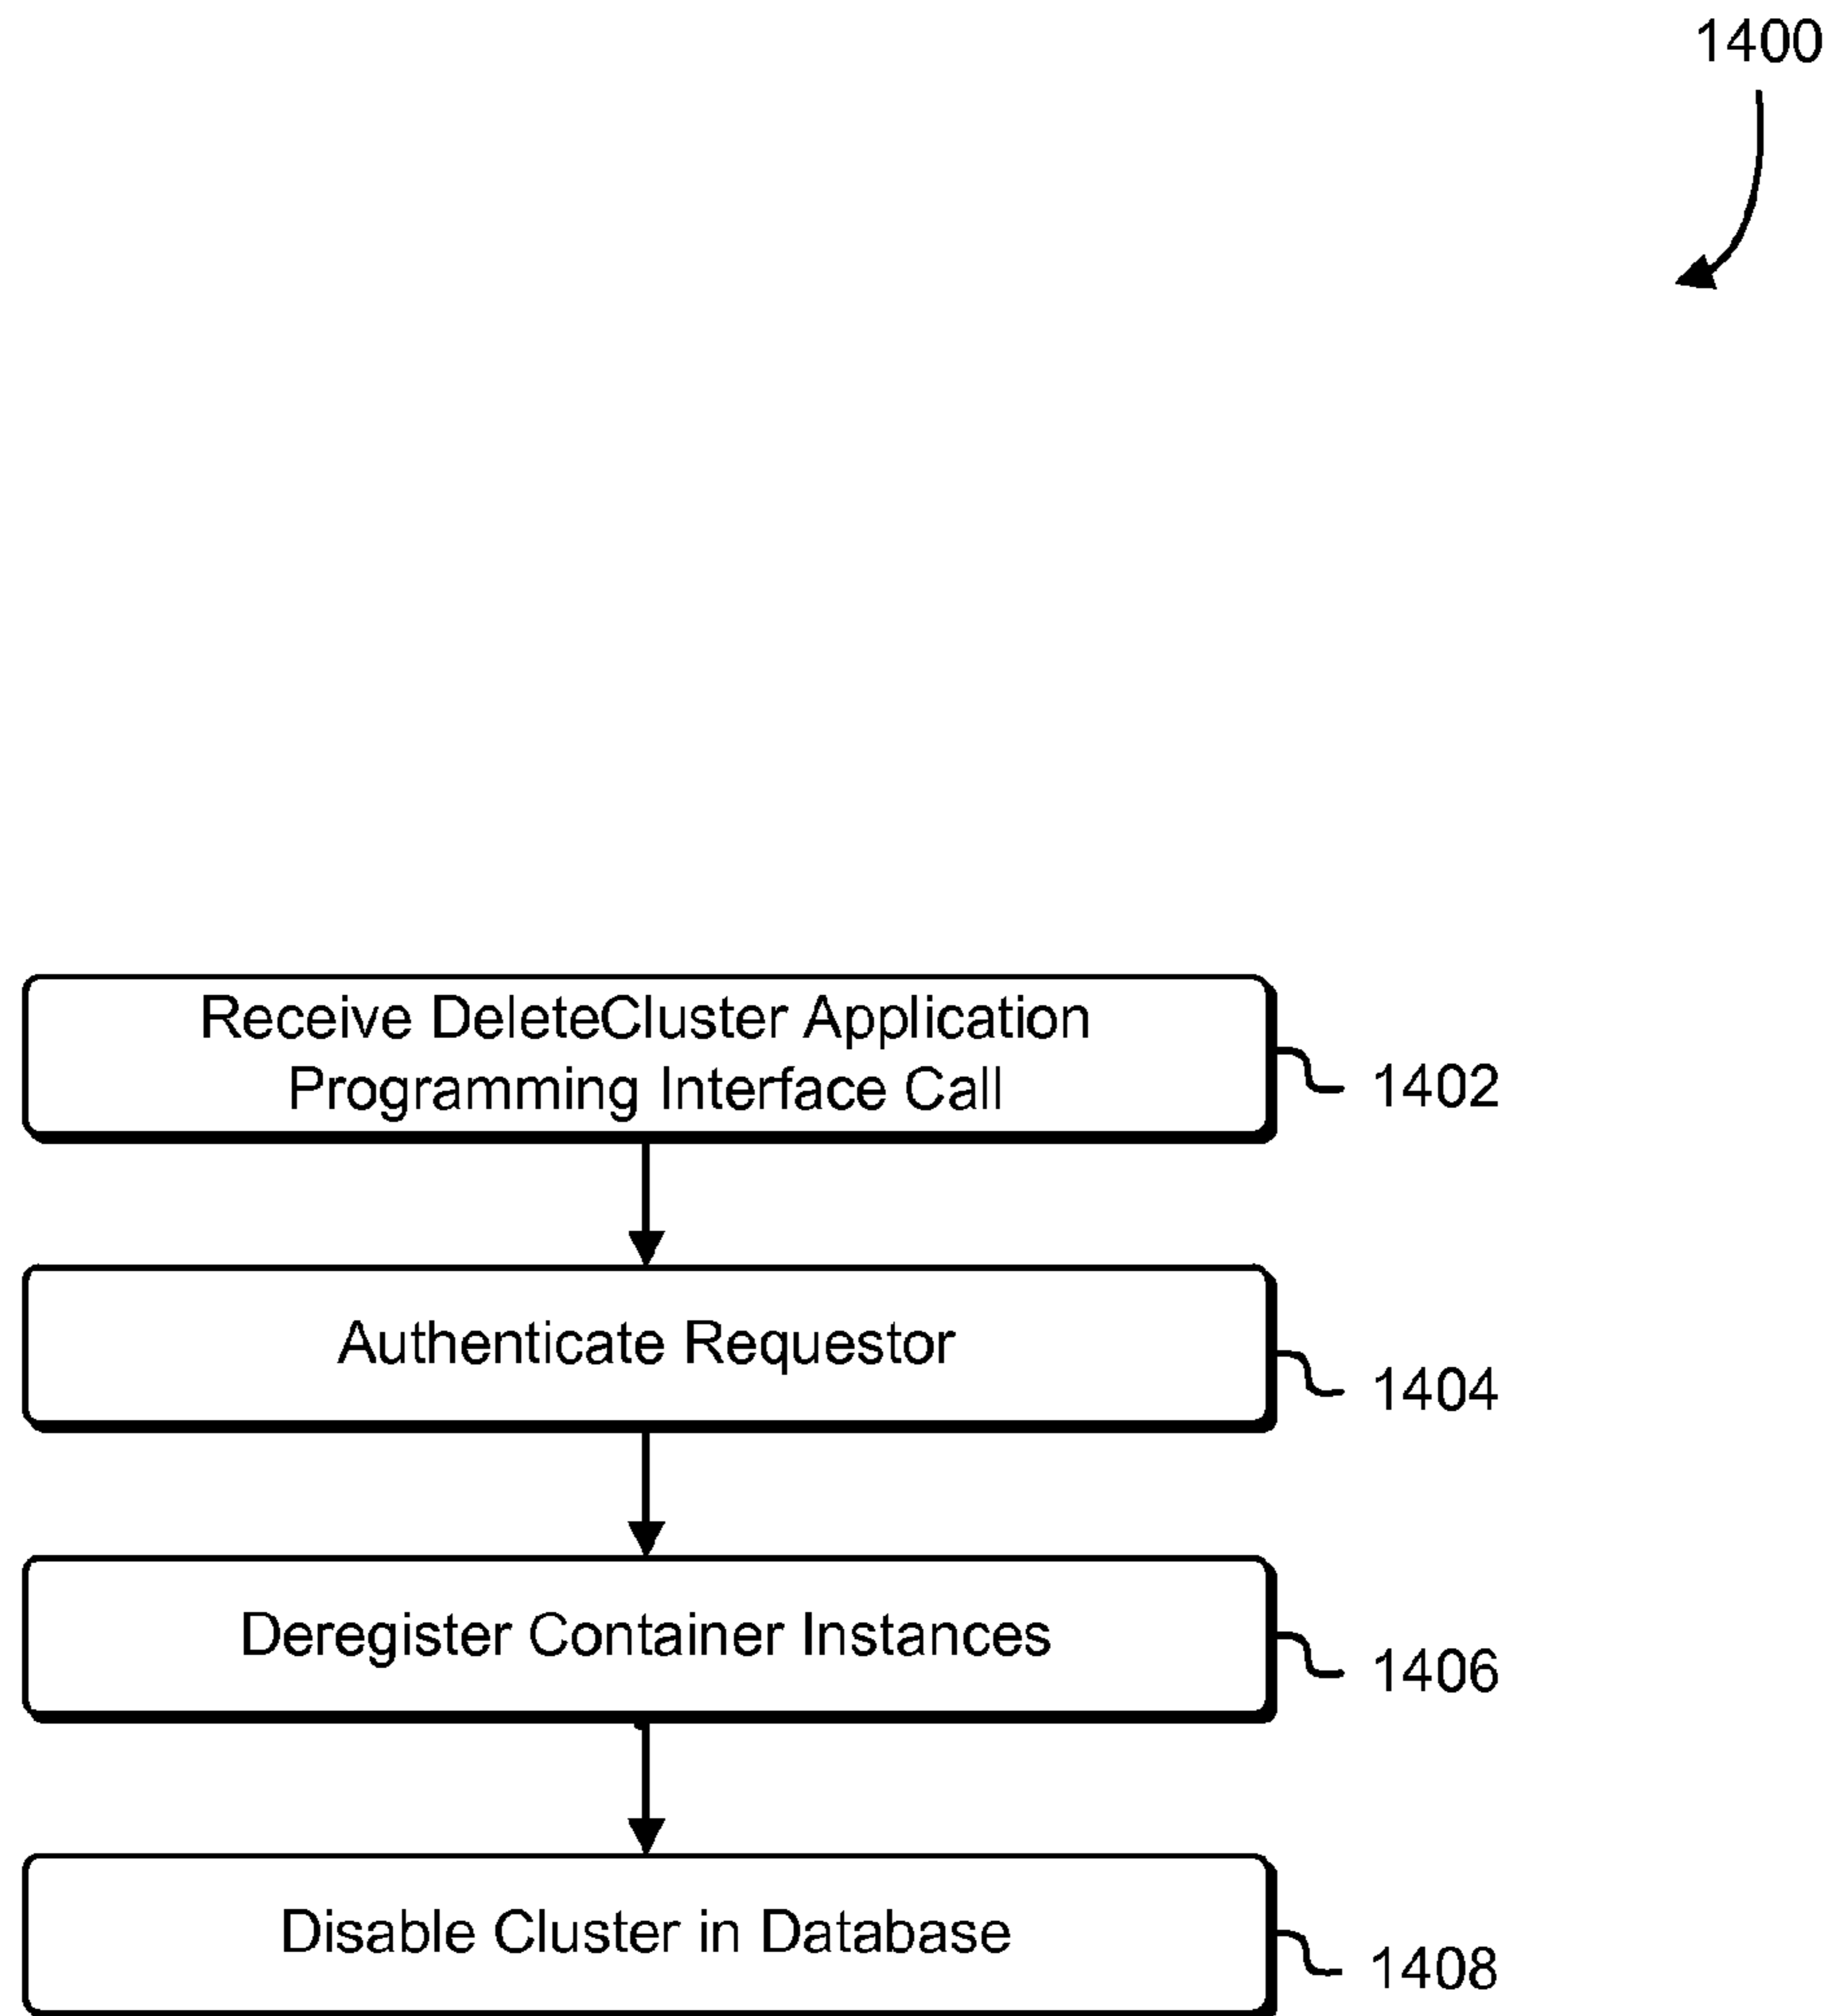 1400
Receive DeleteCluster Application
Programming Interface Call
1402
Authenticate Requestor
1404
Deregister Container Instances
1406
Disable Cluster in Database
1408